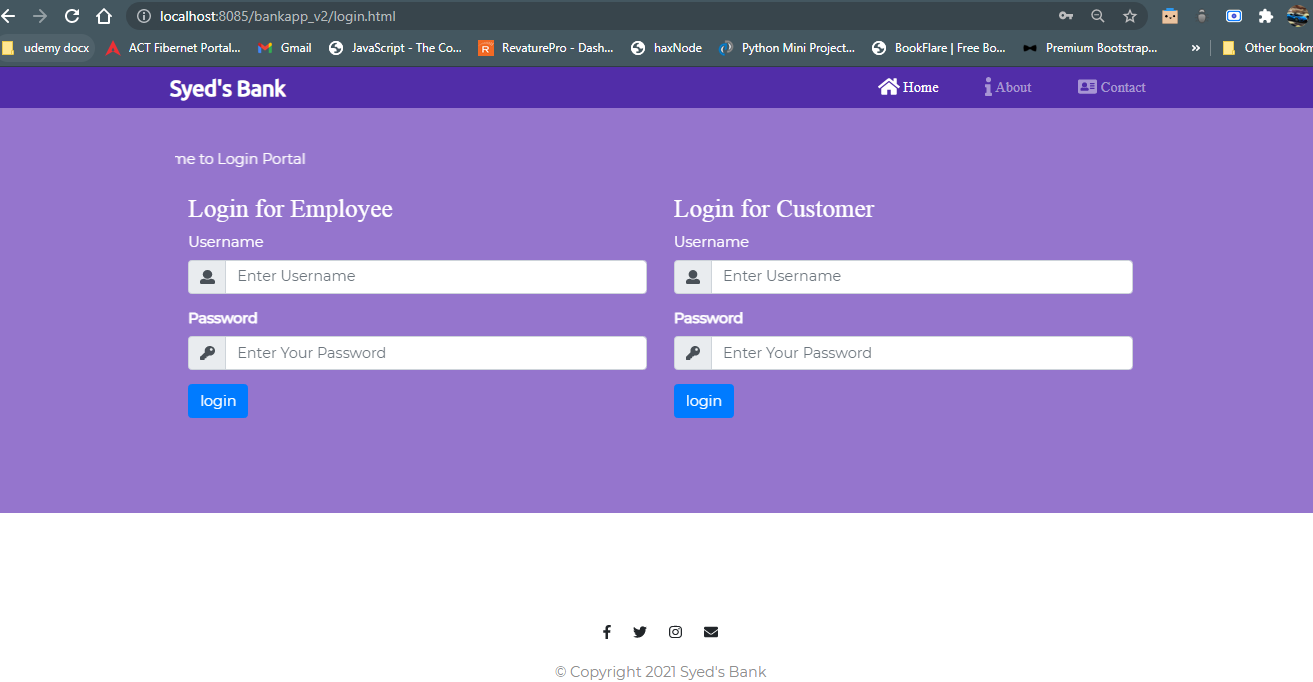 localhost:8085/bankapp_v2/login.html
udemy docx ACT Fibernet Portal... Gmail JavaScript - The Co... R RevaturePro - Dash... haxNode Python Mini Project... BookFlare | Free Bo... Premium Bootstrap... » Other bookm
Syed's Bank Home About Contact
me to Login Portal
Login for Employee Login for Customer
Username Username
Enter Username Enter Username
Password Password
Enter Your Password Enter Your Password
login login
© Copyright 2021 Syed's Bank